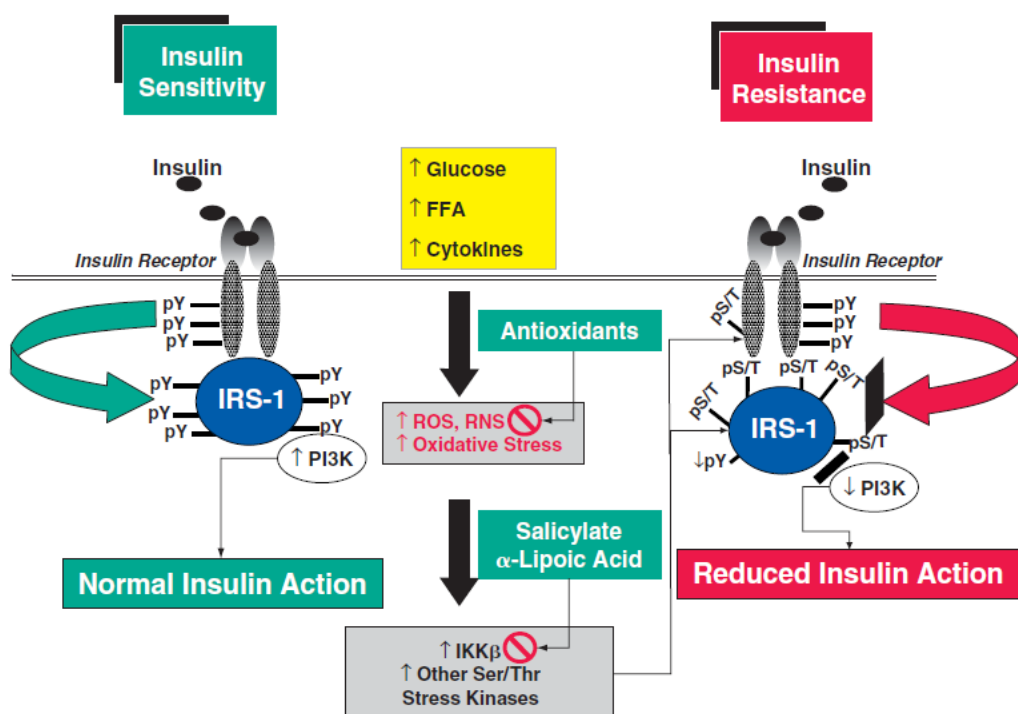 Insulin
Sensitivity
Insulin
Resistance
Insulin
↑ Glucose
↑ FFA
↑ Cytokines
Insulin
Insulin Receptor
Insulin Receptor
pY
pY
pY
pS/T
pY
pY
pY
Antioxidants
pY
pY
pY
IRS-1
pY
pY
pY
↑ PI3K
↑ ROS, RNS
↑ Oxidative Stress
pS/T
pS/T
pS/T
pS/T
IRS-1
pS/T
↓pY
↓ PI3K
Salicylate
α-Lipoic Acid
Normal Insulin Action
Reduced Insulin Action
↑ IKKβ
↑ Other Ser/Thr
Stress Kinases